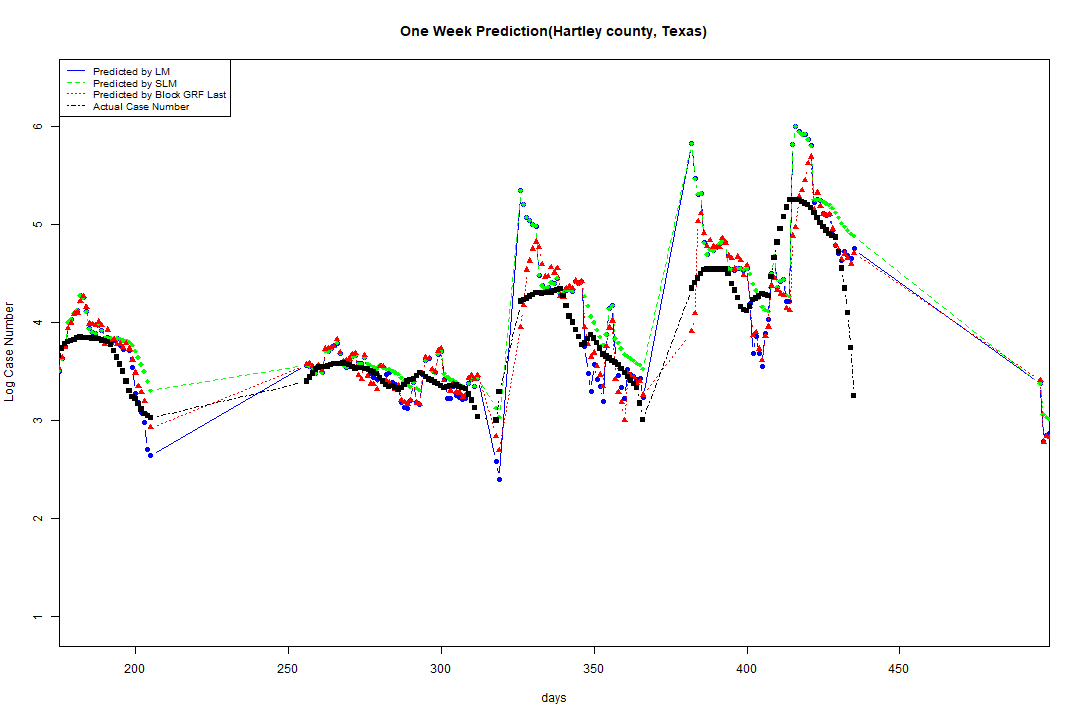 One Week Prediction(Hartley county, Texas)
Predicted by LM
Predicted by SLM
Predicted by Block GRF Last
Actual Case Number
Log Case Number
6
5
4
3
2
1
200 250 300 350 400 450
days